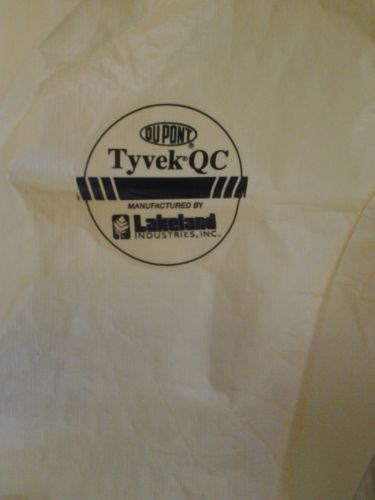 DU PONT
Tyvek® QC
MANUFACTURED BY
Lakeland
INDUSTRIES, INC.